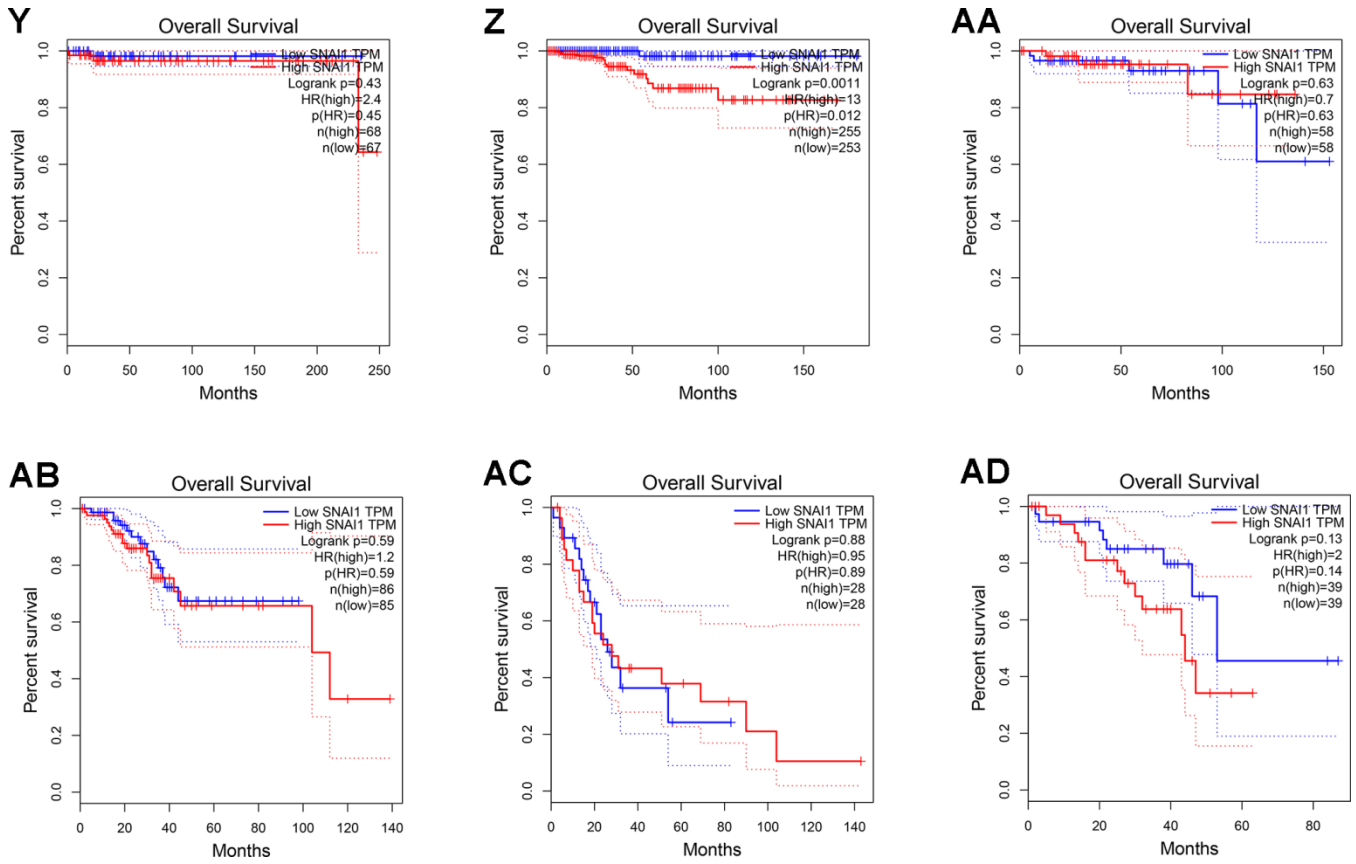 Y
Overall Survival
Low SNAI1 TPM
High SNAI1 TPM
Logrank p=0.43
HR(high)=2.4
p(HR)=0.45
n(high)=68
n(low)=67
Percent survival
0.0 0.2 0.4 0.6 0.8 1.0
0 50 100 150 200 250
Months
Z
Overall Survival
Low SNAI1 TPM
High SNAI1 TPM
Logrank p=0.0011
HR(high)=13
p(HR)=0.012
n(high)=255
n(low)=253
Percent survival
0.0 0.2 0.4 0.6 0.8 1.0
0 50 100 150
Months
AA
Overall Survival
Low SNAI1 TPM
High SNAI1 TPM
Logrank p=0.63
HR(high)=0.7
p(HR)=0.63
n(high)=58
n(low)=58
Percent survival
0.0 0.2 0.4 0.6 0.8 1.0
0 50 100 150
Months
AB
Overall Survival
Low SNAI1 TPM
High SNAI1 TPM
Logrank p=0.59
HR(high)=1.2
p(HR)=0.59
n(high)=86
n(low)=85
Percent survival
0.0 0.2 0.4 0.6 0.8 1.0
0 20 40 60 80 100 120 140
Months
AC
Overall Survival
Low SNAI1 TPM
High SNAI1 TPM
Logrank p=0.88
HR(high)=0.95
p(HR)=0.89
n(high)=28
n(low)=28
Percent survival
0.0 0.2 0.4 0.6 0.8 1.0
0 20 40 60 80 100 120 140
Months
AD
Overall Survival
Low SNAI1 TPM
High SNAI1 TPM
Logrank p=0.13
HR(high)=2
p(HR)=0.14
n(high)=39
n(low)=39
Percent survival
0.0 0.2 0.4 0.6 0.8 1.0
0 20 40 60 80
Months